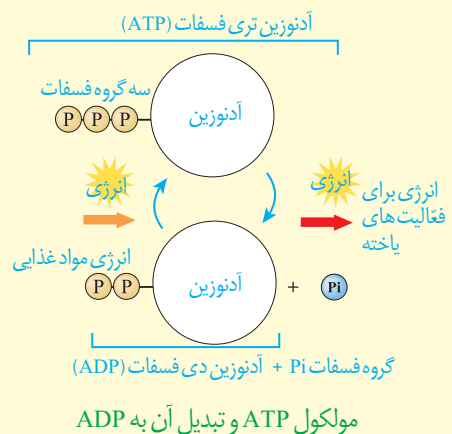 آدنوزین تری فسفات (ATP)
سه گروه فسفات
آدنوزین
P P P
انرژی
انرژی
انرژی برای
فعّالیت‌های
یاخته
انرژی مواد غذایی
آدنوزین
P P
+ Pi
گروه فسفات Pi + آدنوزین دی فسفات (ADP)
مولکول ATP و تبدیل آن به ADP